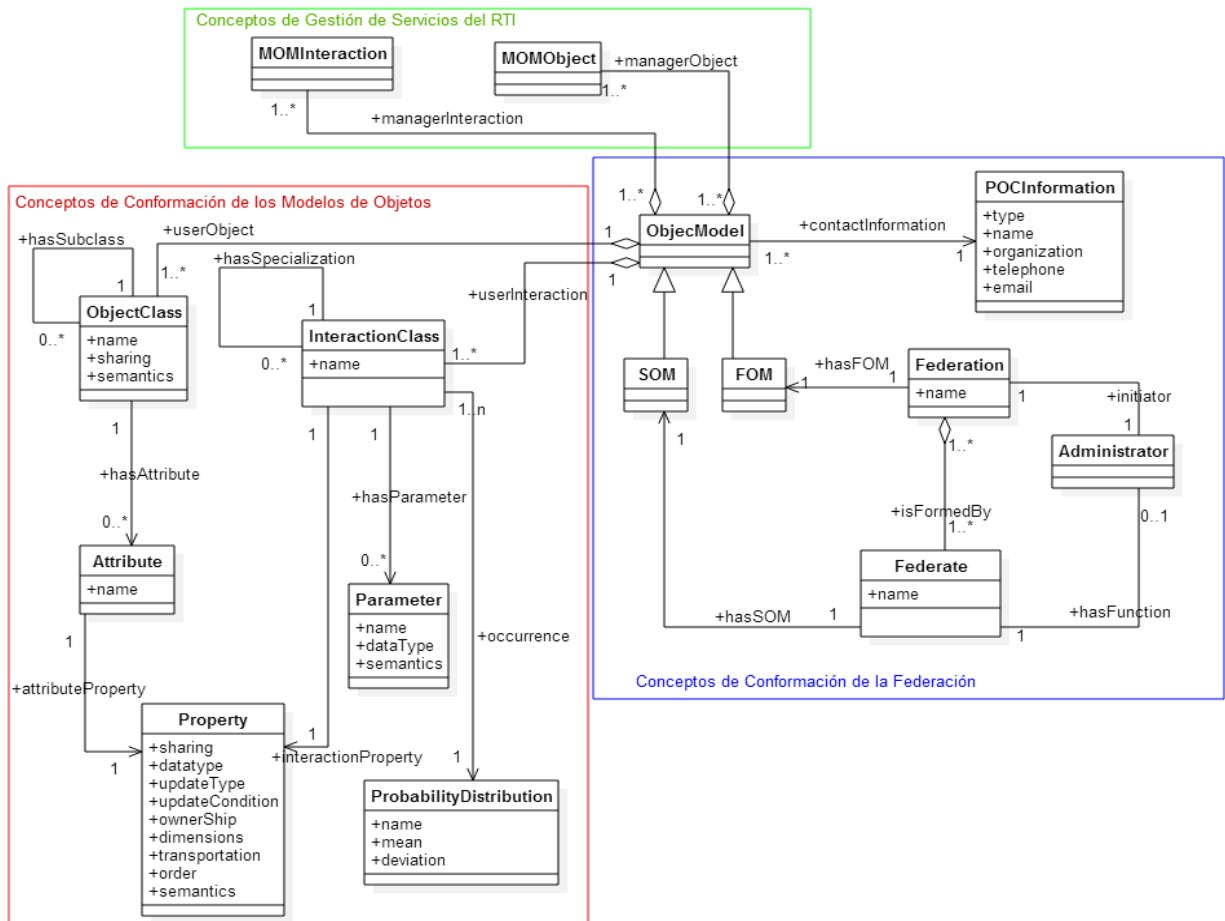 Conceptos de Gestión de Servicios del RTI
MOMInteraction
MOMObject
+managerObject
1..*
1..*
+managerInteraction
Conceptos de Conformación de los Modelos de Objetos
+hasSubclass
+userObject
1
1..*
1
0..*
ObjectClass
+name
+sharing
+semantics
+hasSpecialization
1
0..*
InteractionClass
+name
1
+userInteraction
1..*
1..*
1..*
ObjecModel
+contactInformation
1..*
1
POCInformation
+type
+name
+organization
+telephone
+email
SOM
FOM
+hasFOM
1
1
Federation
+name
1
+initiator
1
Administrator
0..1
1..*
+isFormedBy
1..*
Federate
+name
1
+hasSOM
1
1
+hasFunction
Conceptos de Conformación de la Federación
1
+hasAttribute
0..*
Attribute
+name
1
+attributeProperty
1
1
1
+hasParameter
0..*
Parameter
+name
+dataType
+semantics
1..n
+occurrence
1
1
+interactionProperty
Property
+sharing
+datatype
+updateType
+updateCondition
+ownerShip
+dimensions
+transportation
+order
+semantics
ProbabilityDistribution
+name
+mean
+deviation